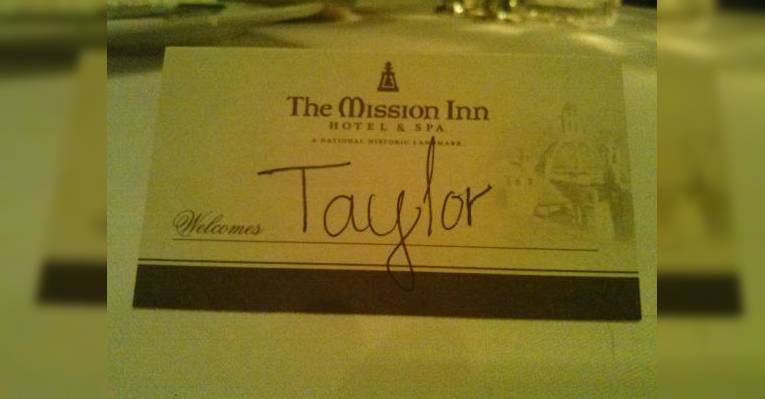 The Mission Inn
HOTEL & SPA
A NATIONAL HISTORIC LANDMARK
Welcomes Taylor